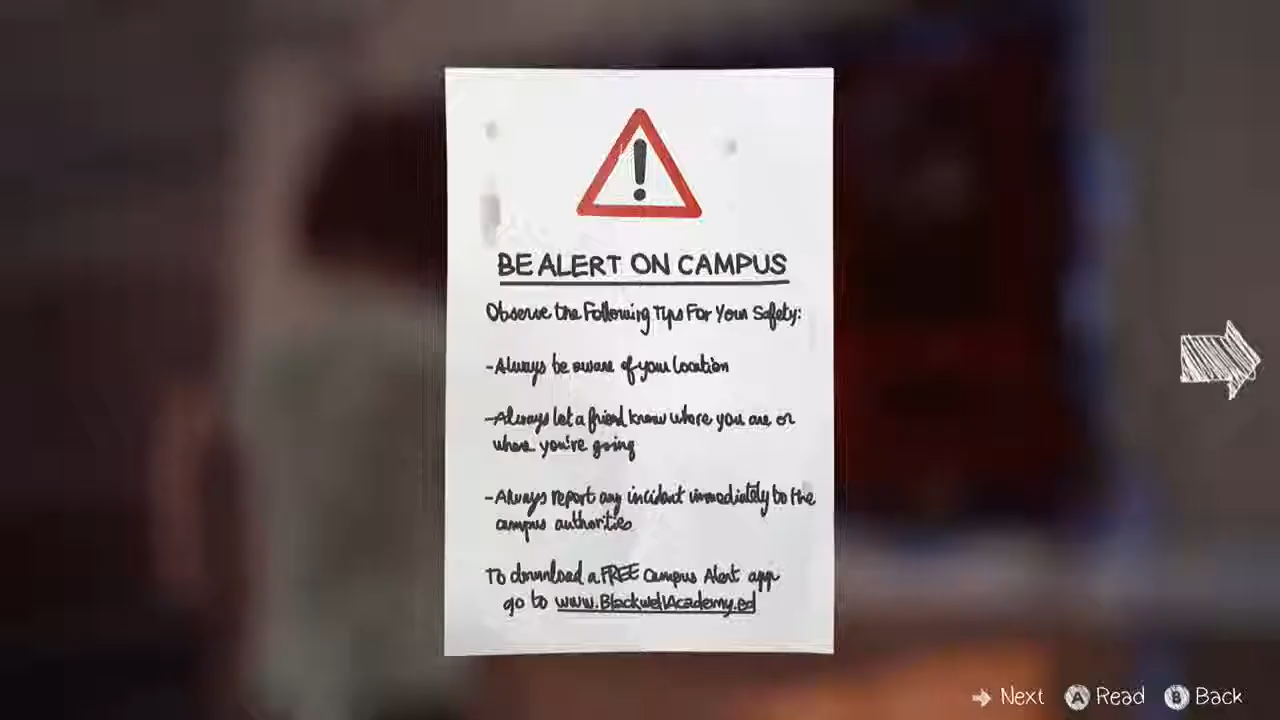 !
BE ALERT ON CAMPUS
Observe the Following Tips For Your Safety:
-Always be aware of your location
-Always let a friend know where you are or
where you're going
-Always report any incident immediately to the
campus authorities
To download a FREE Campus Alert app
go to www.BlackwellAcademy.ed
Next A Read B Back